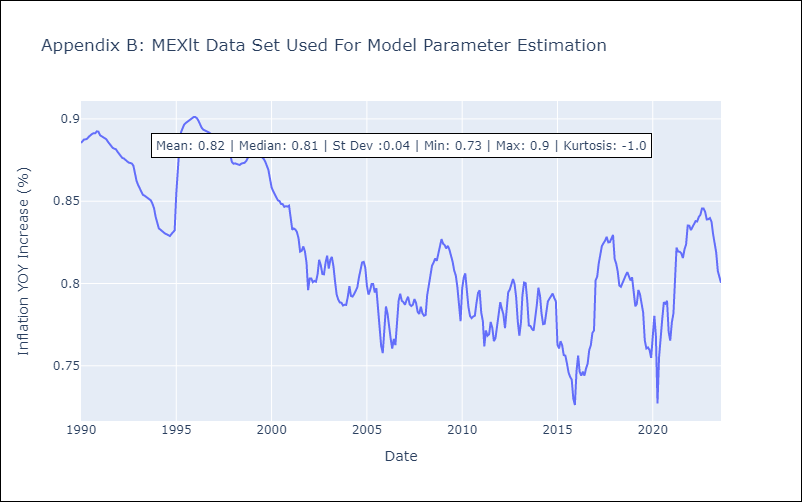 Appendix B: MEXlt Data Set Used For Model Parameter Estimation
0.9
Mean: 0.82 | Median: 0.81 | St Dev :0.04 | Min: 0.73 | Max: 0.9 | Kurtosis: -1.0
0.85
0.8
0.75
Inflation YOY Increase (%)
1990 1995 2000 2005 2010 2015 2020
Date